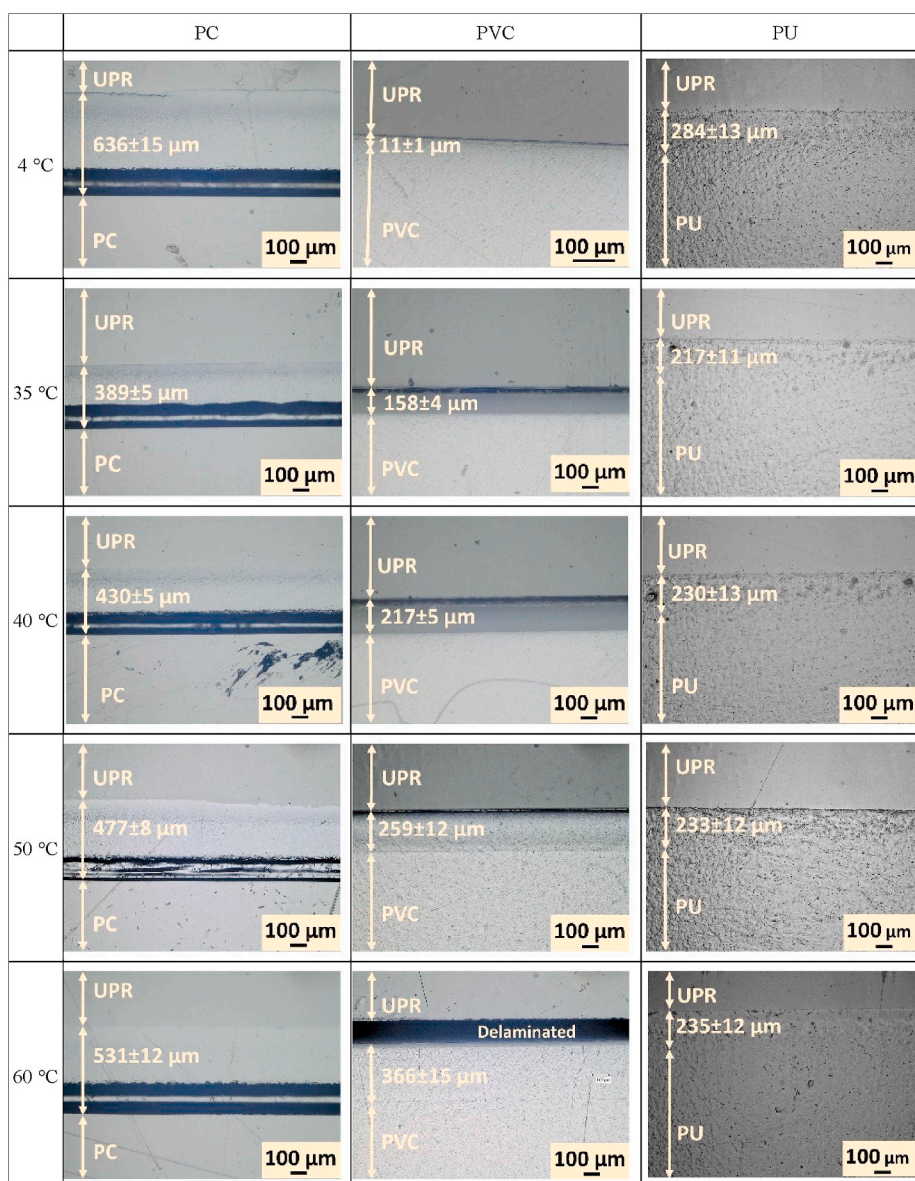 PC PVC PU
4 °C
UPR
636±15 µm
PC
100 µm
UPR
11±1 µm
PVC
100 µm
UPR
284±13 µm
PU
100 µm
35 °C
UPR
389±5 µm
PC
100 µm
UPR
158±4 µm
PVC
100 µm
UPR
217±11 µm
PU
100 µm
40 °C
UPR
430±5 µm
PC
100 µm
UPR
217±5 µm
PVC
100 µm
UPR
230±13 µm
PU
100 µm
50 °C
UPR
477±8 µm
PC
100 µm
UPR
259±12 µm
PVC
100 µm
UPR
233±12 µm
PU
100 µm
60 °C
UPR
531±12 µm
PC
100 µm
UPR
Delaminated
366±15 µm
PVC
100 µm
UPR
235±12 µm
PU
100 µm